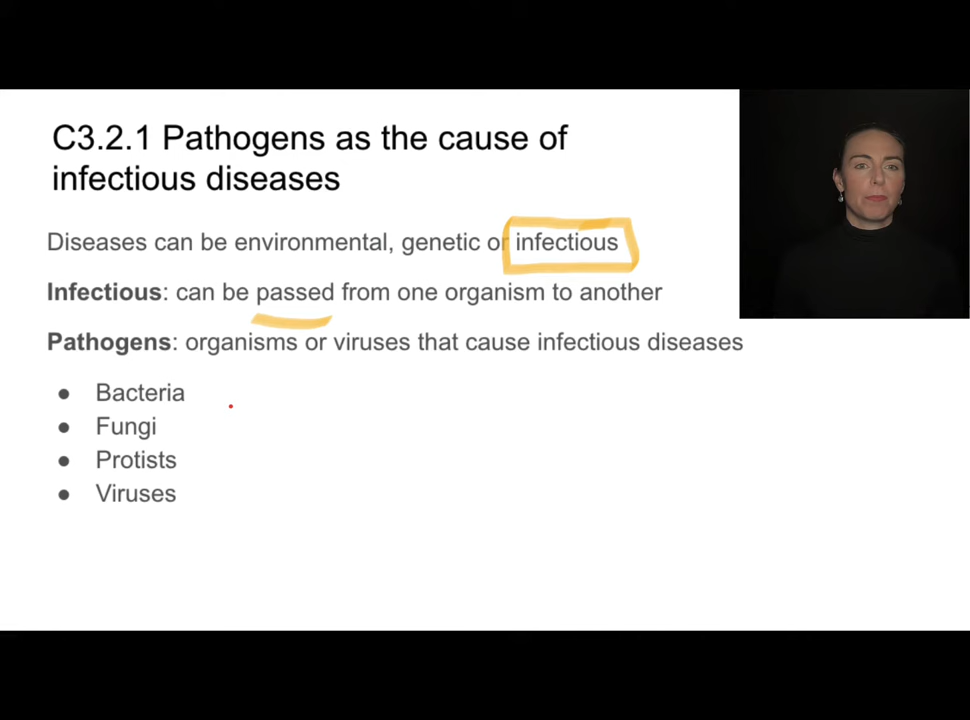 C3.2.1 Pathogens as the cause of
infectious diseases
Diseases can be environmental, genetic or infectious
Infectious: can be passed from one organism to another
Pathogens: organisms or viruses that cause infectious diseases
● Bacteria
● Fungi
● Protists
● Viruses